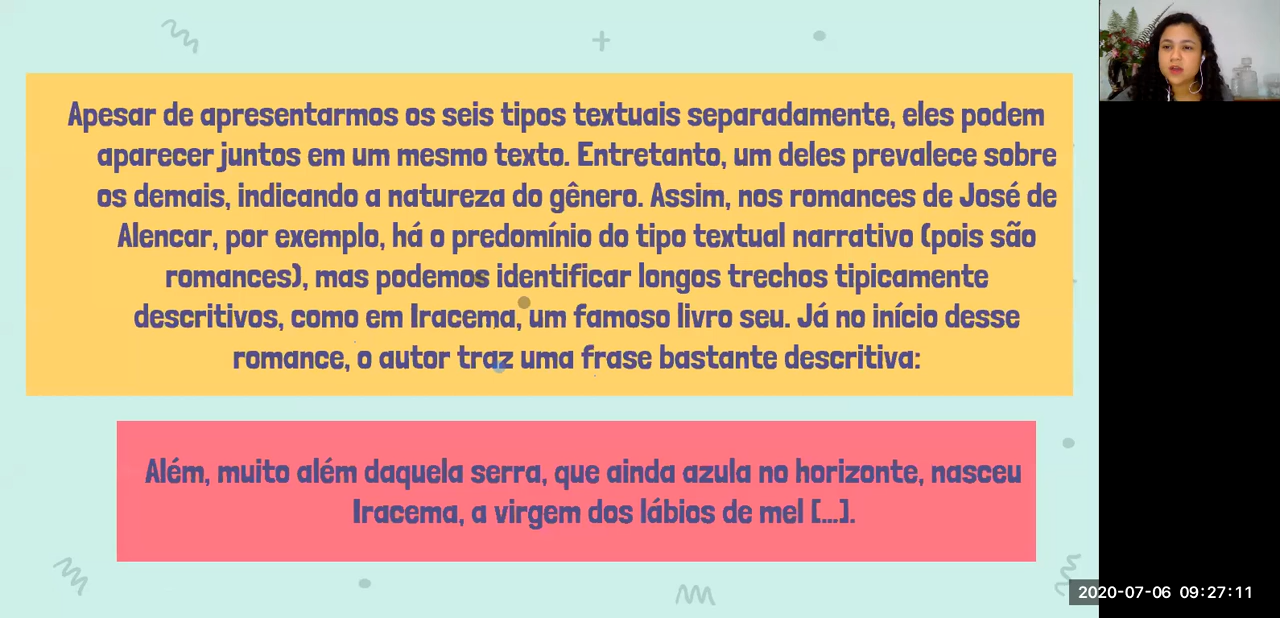 Apesar de apresentarmos os seis tipos textuais separadamente, eles podem
aparecer juntos em um mesmo texto. Entretanto, um deles prevalece sobre
os demais, indicando a natureza do gênero. Assim, nos romances de José de
Alencar, por exemplo, há o predomínio do tipo textual narrativo (pois são
romances), mas podemos identificar longos trechos tipicamente
descritivos, como em Iracema, um famoso livro seu. Já no início desse
romance, o autor traz uma frase bastante descritiva:
Além, muito além daquela serra, que ainda azula no horizonte, nasceu
Iracema, a virgem dos lábios de mel [...].
2020-07-06 09:27:11